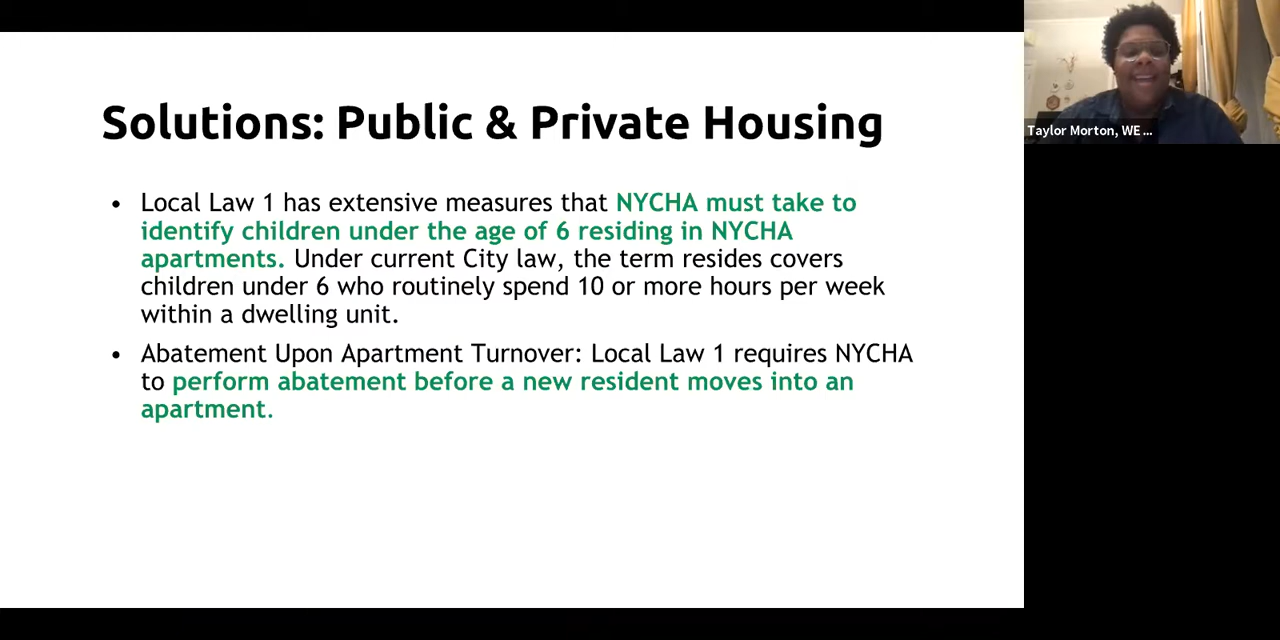 Solutions: Public & Private Housing
• Local Law 1 has extensive measures that NYCHA must take to
identify children under the age of 6 residing in NYCHA
apartments. Under current City law, the term resides covers
children under 6 who routinely spend 10 or more hours per week
within a dwelling unit.
• Abatement Upon Apartment Turnover: Local Law 1 requires NYCHA
to perform abatement before a new resident moves into an
apartment.
Taylor Morton, WE ...